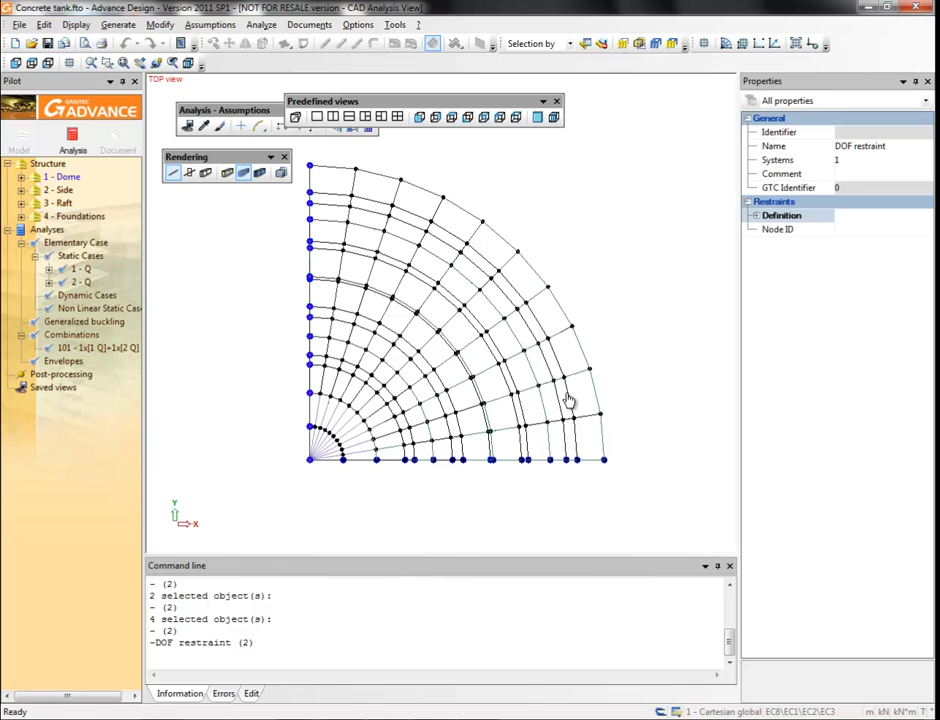 Concrete tank.fto - Advance Design - Version 2011 SP1 - [NOT FOR RESALE version - CAD Analysis View]
File Edit Display Generate Modify Assumptions Analyze Documents Options Tools ?
Selection by
Pilot
TOP view
Properties
GRAITEC
ADVANCE
Model Analysis Document
Structure
1 - Dome
2 - Side
3 - Raft
4 - Foundations
Analyses
Elementary Case
Static Cases
1 - Q
2 - Q
Dynamic Cases
Non Linear Static Case
Generalized buckling
Combinations
101 - 1x[1 Q]+1x[2 Q]
Envelopes
Post-processing
Saved views
Analysis - Assumptions
Predefined views
Rendering
Y
X
All properties
General
Identifier
Name DOF restraint
Systems 1
Comment
GTC Identifier 0
Restraints
Definition
Node ID
Command line
- (2)
2 selected object(s):
- (2)
4 selected object(s):
- (2)
-DOF restraint (2)
Information Errors Edit
Ready
1 - Cartesian global EC8/EC1/EC2/EC3 m kN kN*m T °